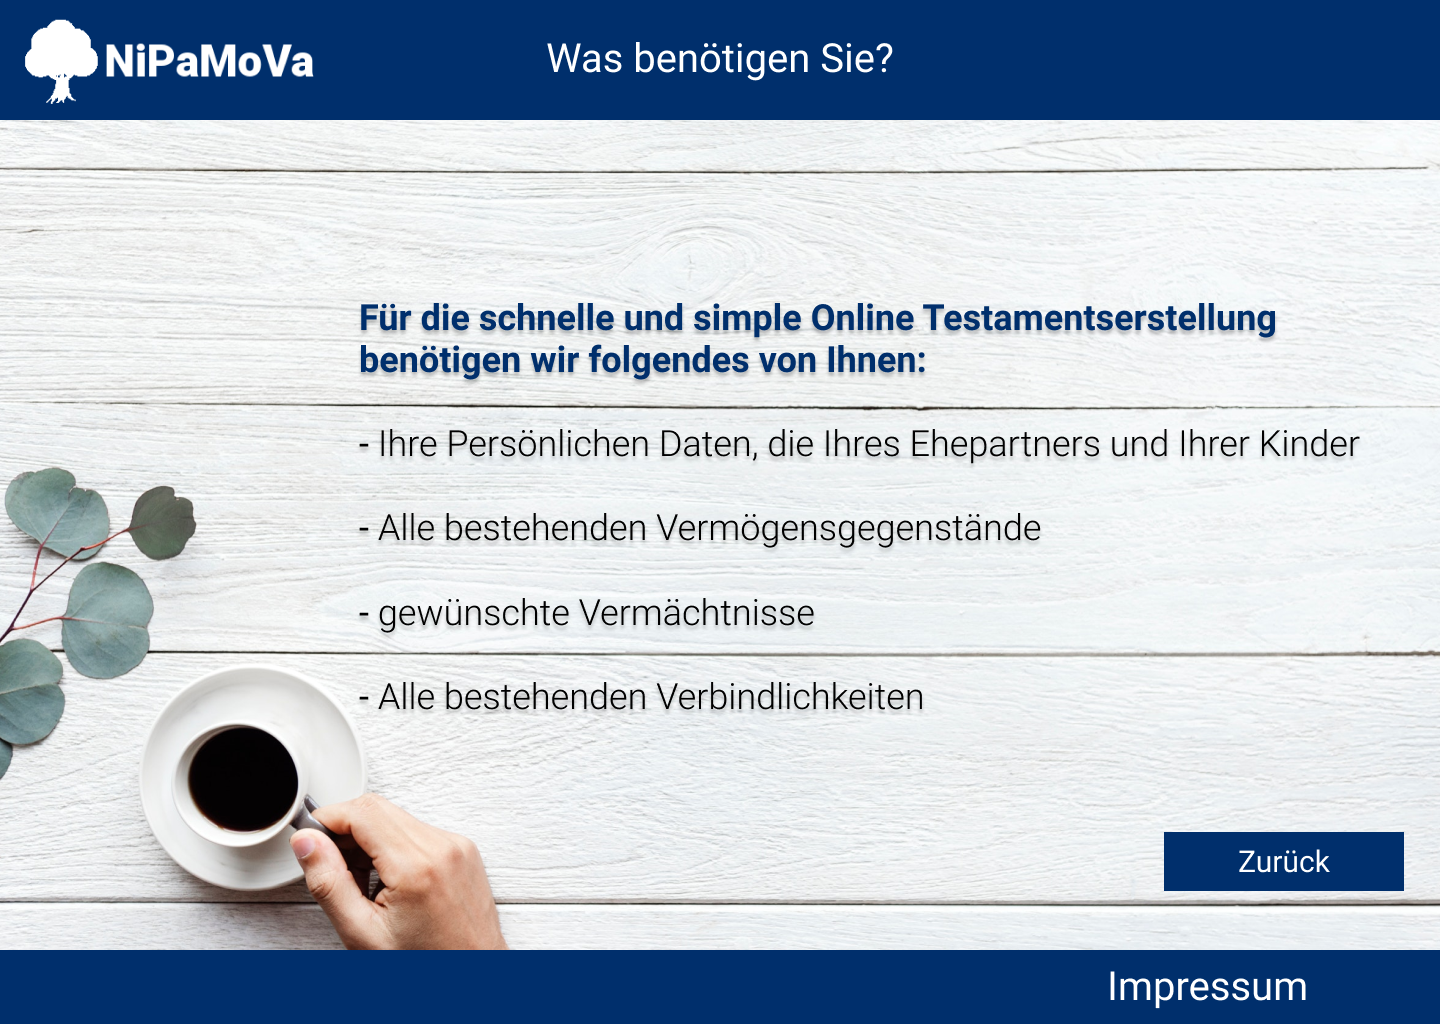 NiPaMoVa
Was benötigen Sie?
Für die schnelle und simple Online Testamentserstellung
benötigen wir folgendes von Ihnen:
- Ihre Persönlichen Daten, die Ihres Ehepartners und Ihrer Kinder
- Alle bestehenden Vermögensgegenstände
- gewünschte Vermächtnisse
- Alle bestehenden Verbindlichkeiten
Zurück
Impressum